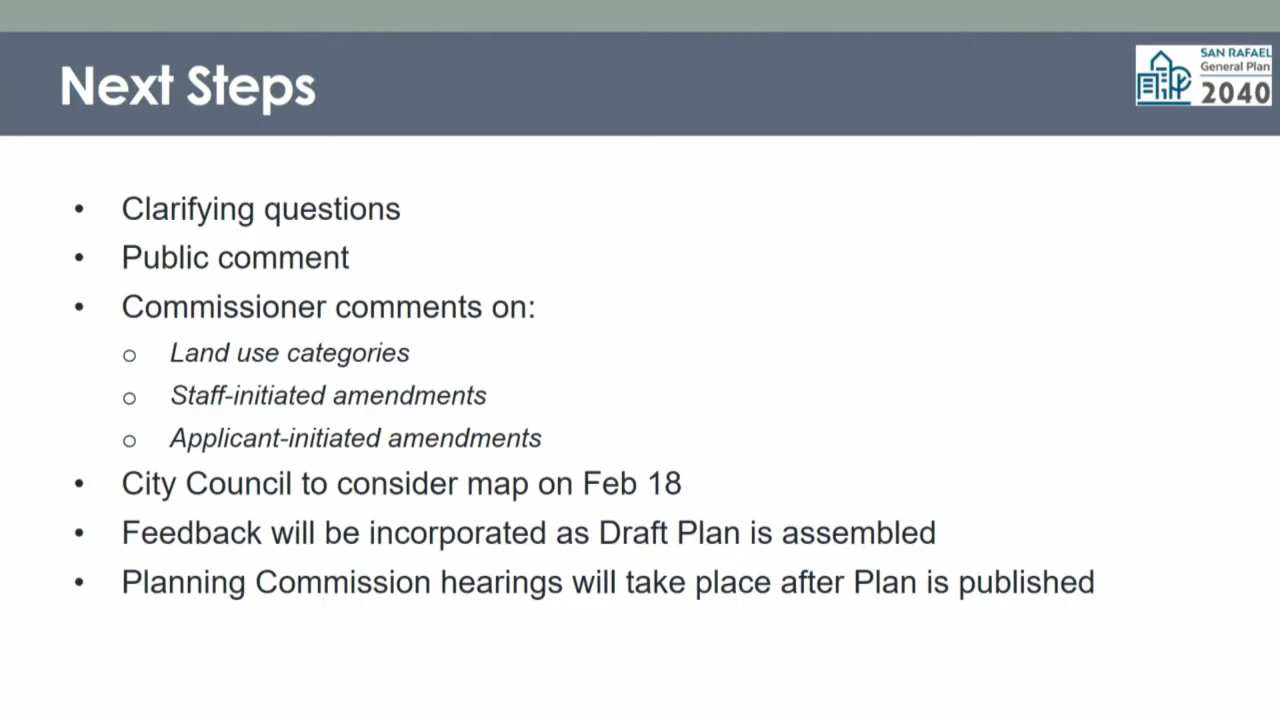 Next Steps
SAN RAFAEL
General Plan
2040
• Clarifying questions
• Public comment
• Commissioner comments on:
o Land use categories
o Staff-initiated amendments
o Applicant-initiated amendments
• City Council to consider map on Feb 18
• Feedback will be incorporated as Draft Plan is assembled
• Planning Commission hearings will take place after Plan is published